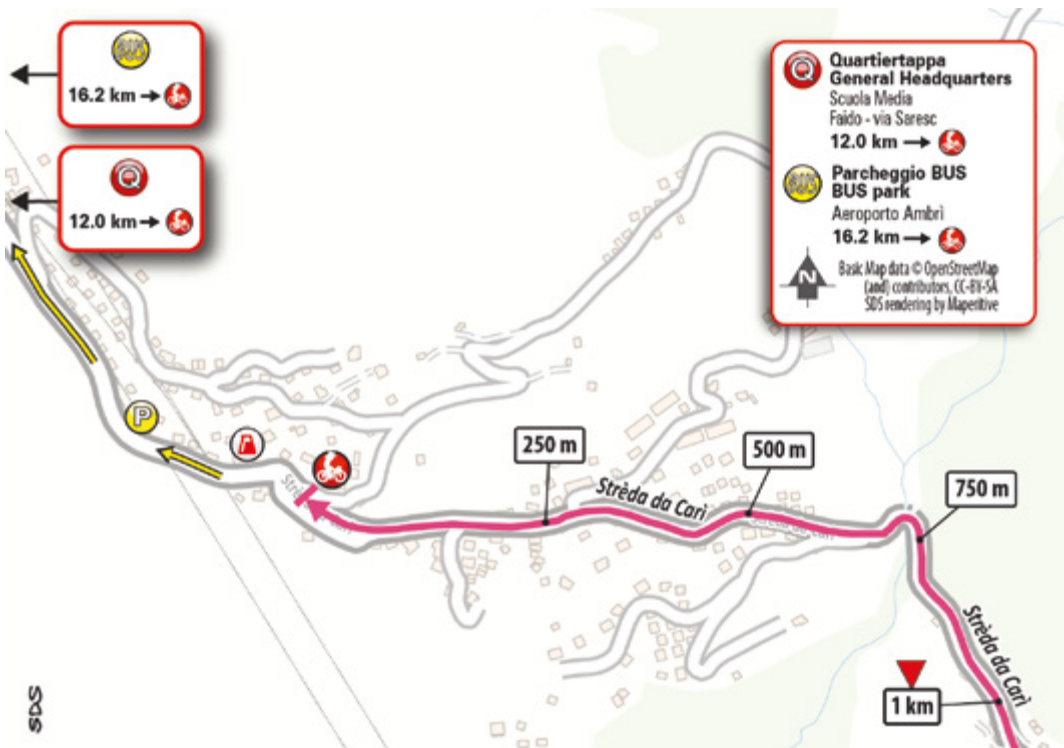 BUS
16.2 km
Q
12.0 km
Q
Quartiertappa
General Headquarters
Scuola Media
Faido - via Saresc
12.0 km
BUS
Parcheggio BUS
BUS park
Aeroporto Ambrì
16.2 km
N
Basic Map data © OpenStreetMap
(and) contributors, CC-BY-SA
SDS rendering by Maperitive
P
250 m
500 m
750 m
Strèda da Carì
Strèda da Carì
1 km
SDS